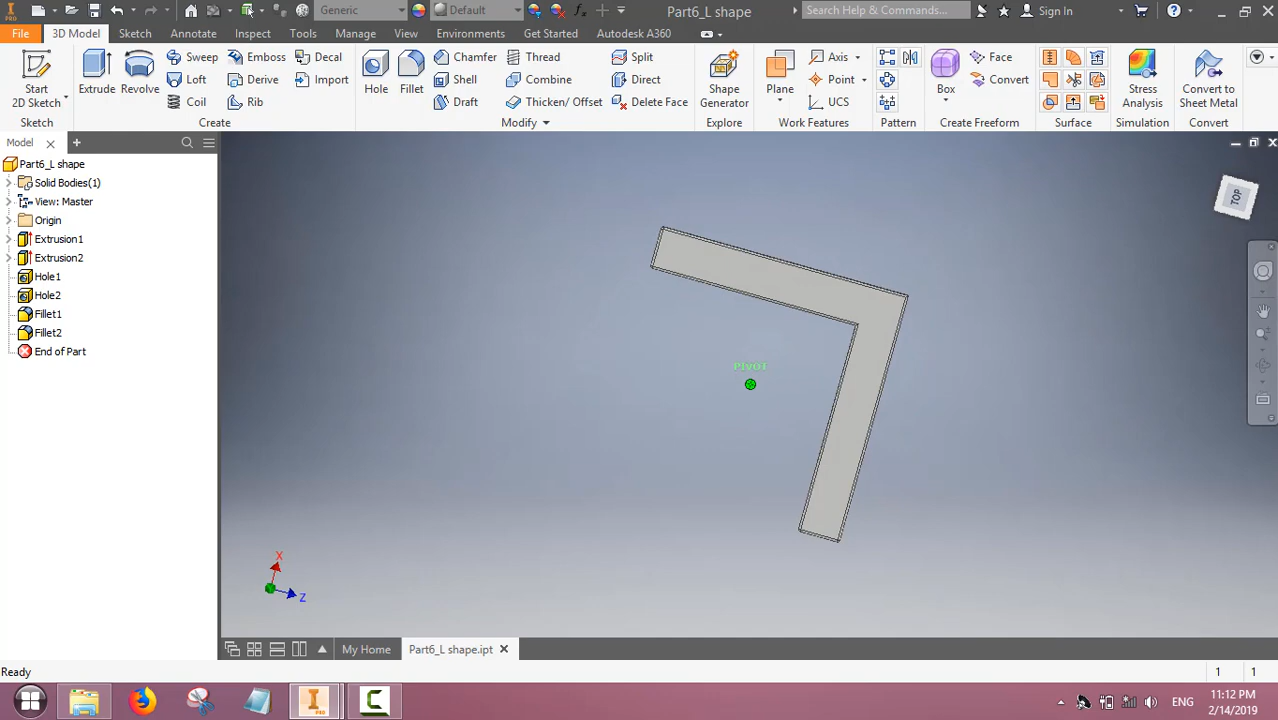 PRO
Generic
Default
Part6_L shape
Search Help & Commands...
Sign In
File
3D Model
Sketch
Annotate
Inspect
Tools
Manage
View
Environments
Get Started
Autodesk A360
Start
2D Sketch
Sketch
Extrude
Revolve
Sweep
Emboss
Decal
Loft
Derive
Import
Coil
Rib
Create
Hole
Fillet
Chamfer
Thread
Split
Shell
Combine
Direct
Draft
Thicken/ Offset
Delete Face
Modify
Shape
Generator
Explore
Plane
Axis
Point
UCS
Work Features
Pattern
Box
Face
Convert
Create Freeform
Surface
Stress
Analysis
Simulation
Convert to
Sheet Metal
Convert
Model
Part6_L shape
Solid Bodies(1)
View: Master
Origin
Extrusion1
Extrusion2
Hole1
Hole2
Fillet1
Fillet2
End of Part
TOP
PIVOT
X
Z
My Home
Part6_L shape.ipt
Ready
1
1
PRO
ENG
11:12 PM
2/14/2019